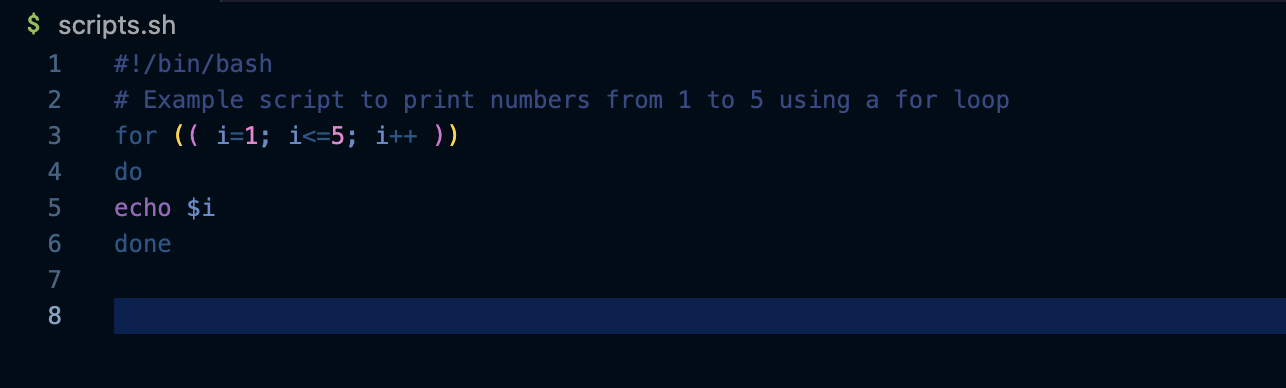 $ scripts.sh
1 #!/bin/bash
2 # Example script to print numbers from 1 to 5 using a for loop
3 for (( i=1; i<=5; i++ ))
4 do
5 echo $i
6 done
7
8